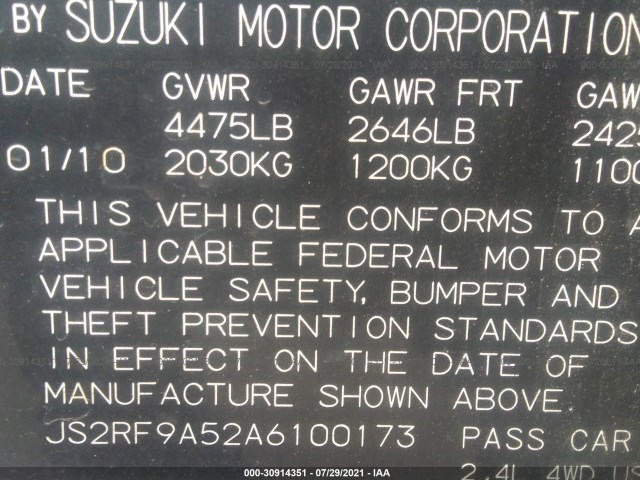 BY SUZUKI MOTOR CORPORATION
DATE GVWR GAWR FRT GAW
4475LB 2646LB 242
01/10 2030KG 1200KG 1100
THIS VEHICLE CONFORMS TO A
APPLICABLE FEDERAL MOTOR
VEHICLE SAFETY, BUMPER AND
THEFT PREVENTION STANDARDS
IN EFFECT ON THE DATE OF
MANUFACTURE SHOWN ABOVE.
JS2RF9A52A6100173 PASS CAR
2.4L 4WD US
000-30914351 | 07/29/2021 | IAA